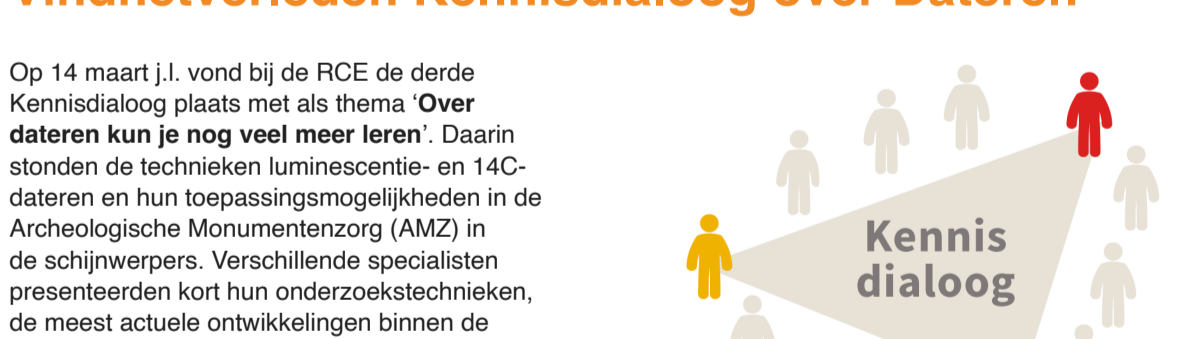 Op 14 maart j.l. vond bij de RCE de derde
Kennisdialoog plaats met als thema ‘Over
dateren kun je nog veel meer leren’. Daarin
stonden de technieken luminescentie- en 14C-
dateren en hun toepassingsmogelijkheden in de
Archeologische Monumentenzorg (AMZ) in
de schijnwerpers. Verschillende specialisten
presenteerden kort hun onderzoekstechnieken,
de meest actuele ontwikkelingen binnen de
Kennis
dialoog